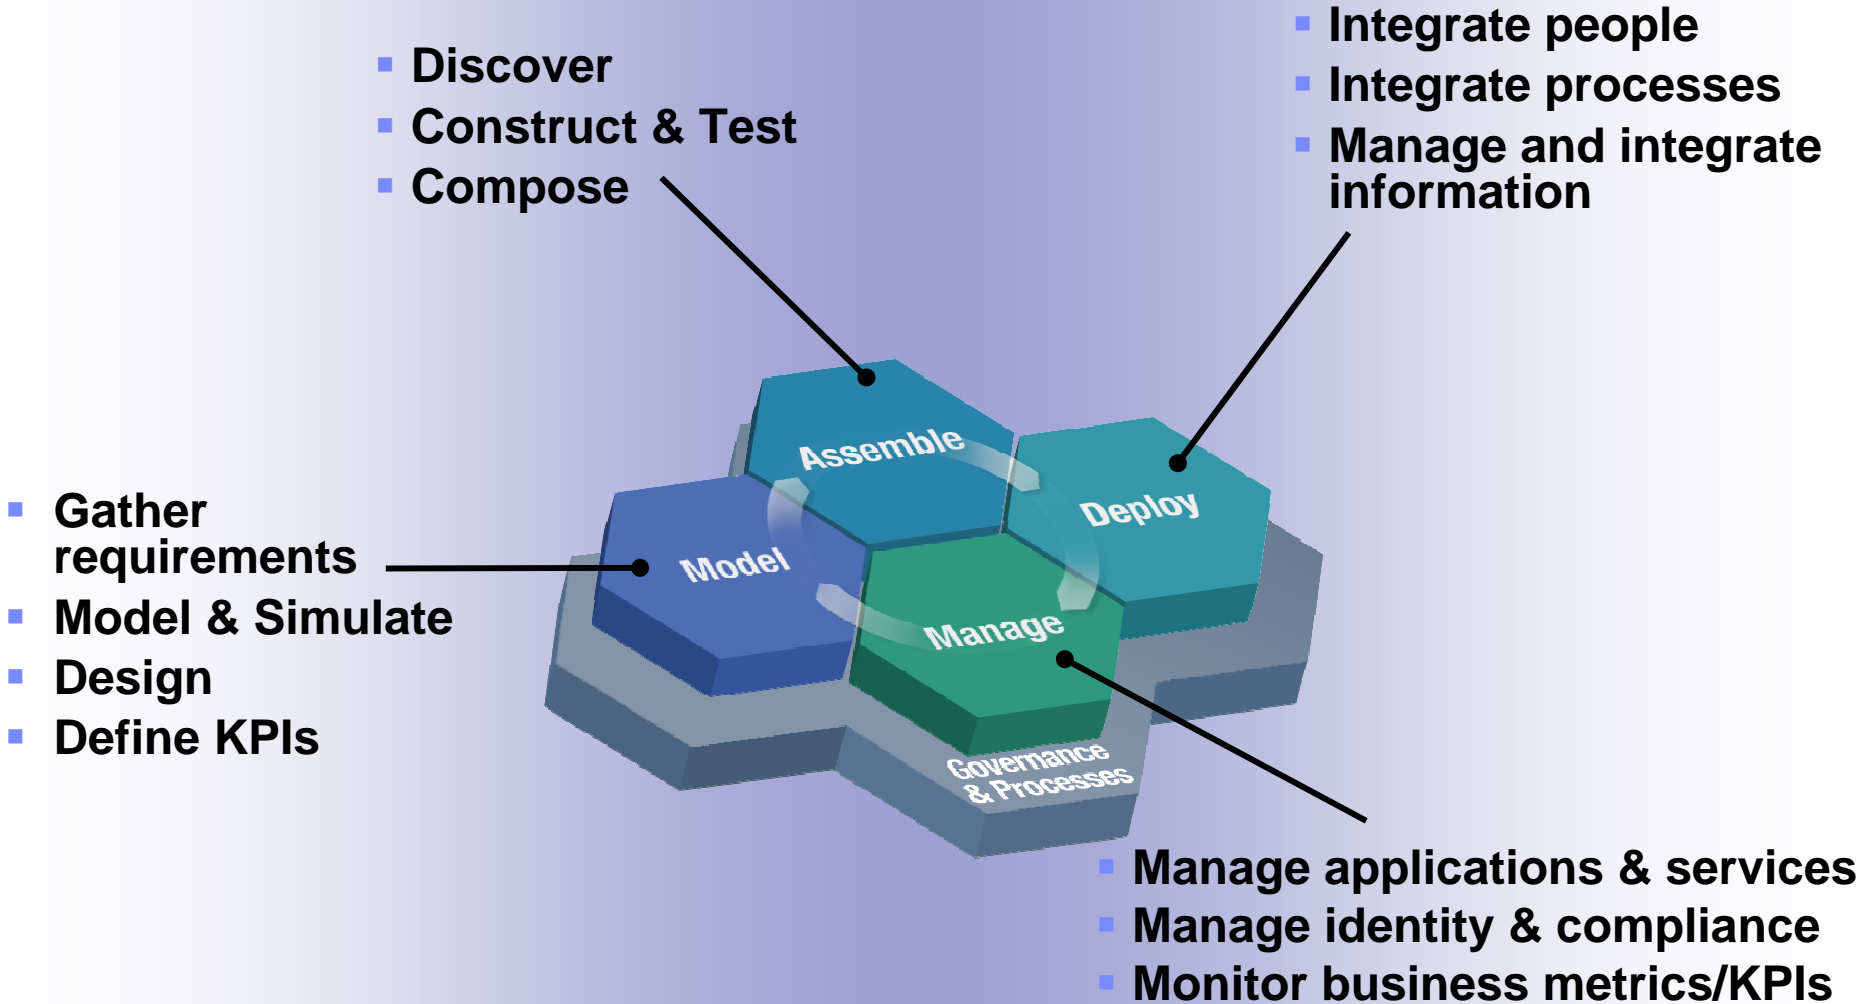 Discover
Construct & Test
Compose
Integrate people
Integrate processes
Manage and integrate
information
Assemble
Deploy
Model
Manage
Governance
& Processes
Gather
requirements
Model & Simulate
Design
Define KPIs
Manage applications & services
Manage identity & compliance
Monitor business metrics/KPIs